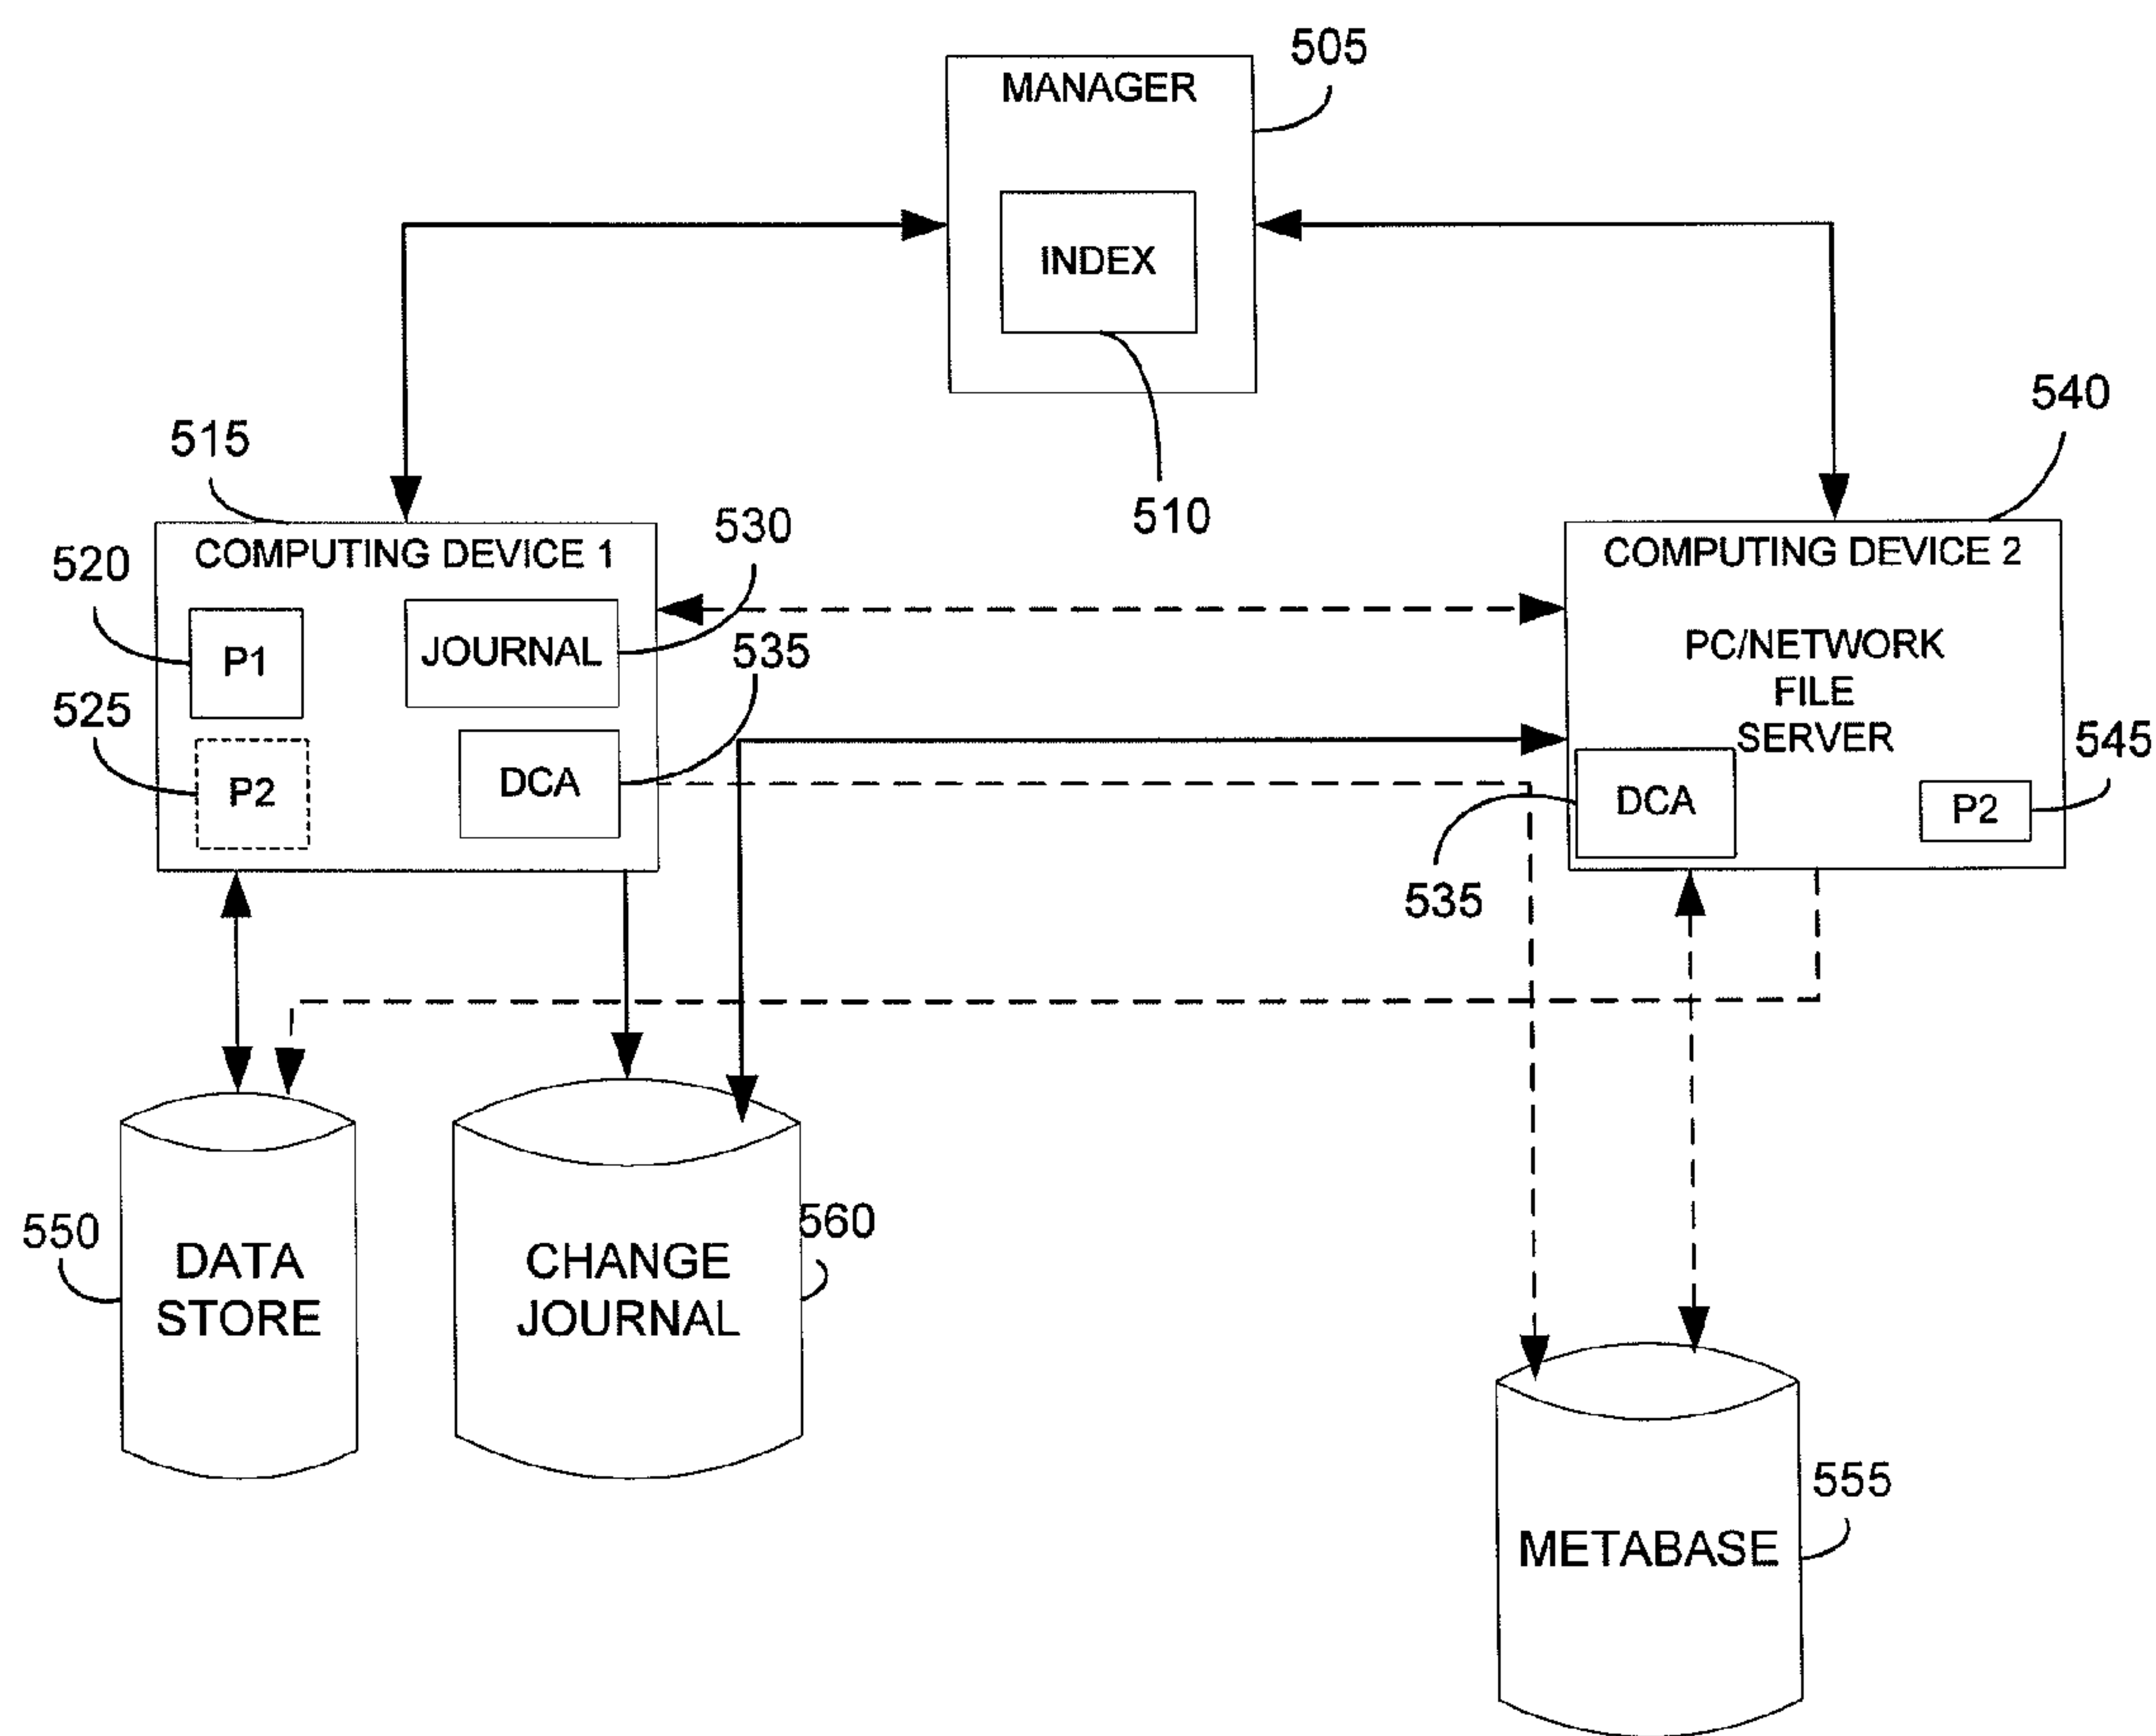 505
MANAGER
INDEX
510
515
540
COMPUTING DEVICE 1
530
520
JOURNAL
P1
535
525
P2
DCA
COMPUTING DEVICE 2
PC/NETWORK
FILE
SERVER
545
DCA
P2
535
550
DATA
STORE
560
CHANGE
JOURNAL
555
METABASE